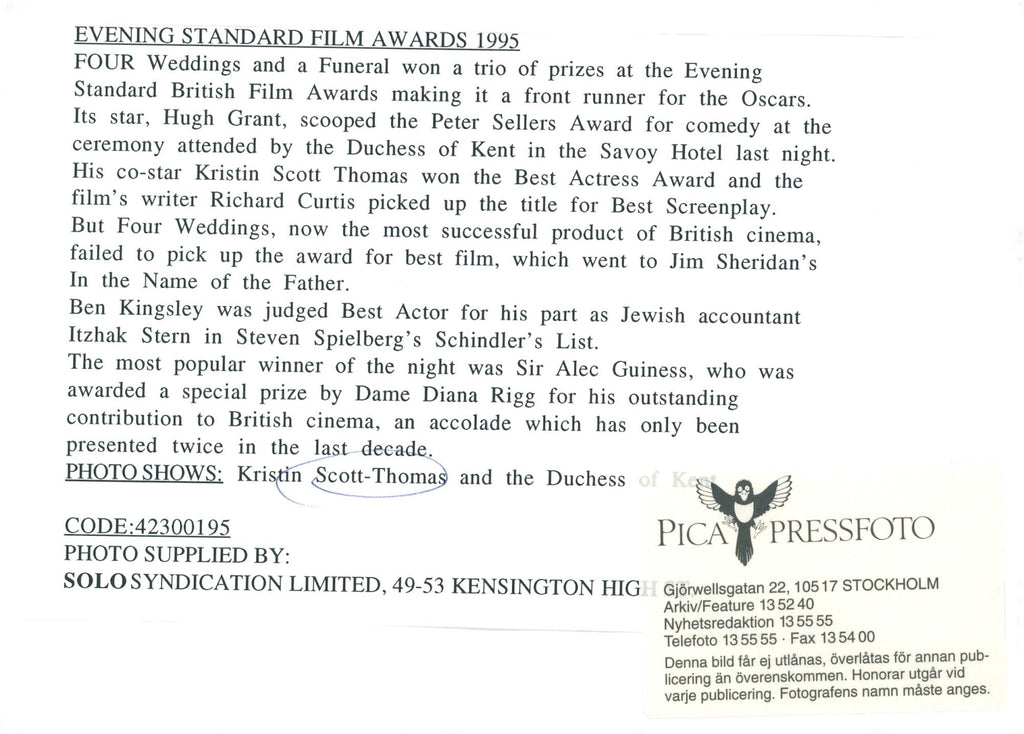 EVENING STANDARD FILM AWARDS 1995
FOUR Weddings and a Funeral won a trio of prizes at the Evening
Standard British Film Awards making it a front runner for the Oscars.
Its star, Hugh Grant, scooped the Peter Sellers Award for comedy at the
ceremony attended by the Duchess of Kent in the Savoy Hotel last night.
His co-star Kristin Scott Thomas won the Best Actress Award and the
film's writer Richard Curtis picked up the title for Best Screenplay.
But Four Weddings, now the most successful product of British cinema,
failed to pick up the award for best film, which went to Jim Sheridan's
In the Name of the Father.
Ben Kingsley was judged Best Actor for his part as Jewish accountant
Itzhak Stern in Steven Spielberg's Schindler's List.
The most popular winner of the night was Sir Alec Guiness, who was
awarded a special prize by Dame Diana Rigg for his outstanding
contribution to British cinema, an accolade which has only been
presented twice in the last decade.
PHOTO SHOWS: Kristin Scott-Thomas and the Duchess of Kent
CODE:42300195
PHOTO SUPPLIED BY:
SOLO SYNDICATION LIMITED, 49-53 KENSINGTON HIGH ST.
PICA PRESSFOTO
Gjörwellsgatan 22, 105 17 STOCKHOLM
Arkiv/Feature 13 52 40
Nyhetsredaktion 13 55 55
Telefoto 13 55 55 · Fax 13 54 00
Denna bild får ej utlånas, överlåtas för annan pub-
licering än överenskommen. Honorar utgår vid
varje publicering. Fotografens namn måste anges.